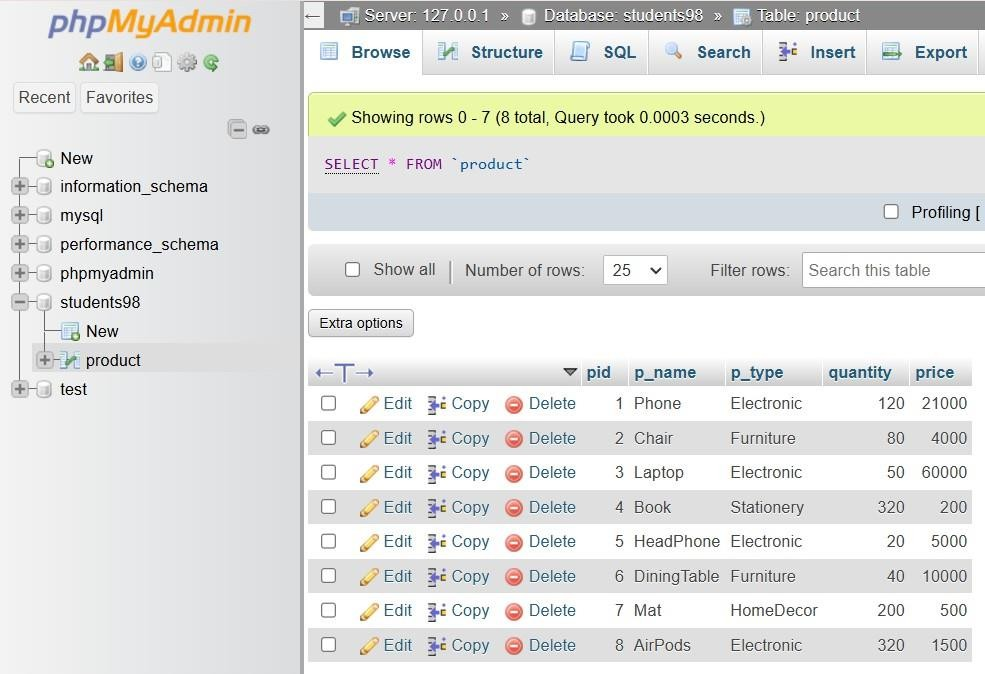 phpMyAdmin
Recent Favorites
New
information_schema
mysql
performance_schema
phpmyadmin
students98
New
product
test
Server: 127.0.0.1 » Database: students98 » Table: product
Browse Structure SQL Search Insert Export
Showing rows 0 - 7 (8 total, Query took 0.0003 seconds.)
SELECT * FROM `product`
Profiling [
Show all Number of rows: 25 Filter rows: Search this table
Extra options
←T→ pid p_name p_type quantity price
Edit Copy Delete 1 Phone Electronic 120 21000
Edit Copy Delete 2 Chair Furniture 80 4000
Edit Copy Delete 3 Laptop Electronic 50 60000
Edit Copy Delete 4 Book Stationery 320 200
Edit Copy Delete 5 HeadPhone Electronic 20 5000
Edit Copy Delete 6 DiningTable Furniture 40 10000
Edit Copy Delete 7 Mat HomeDecor 200 500
Edit Copy Delete 8 AirPods Electronic 320 1500